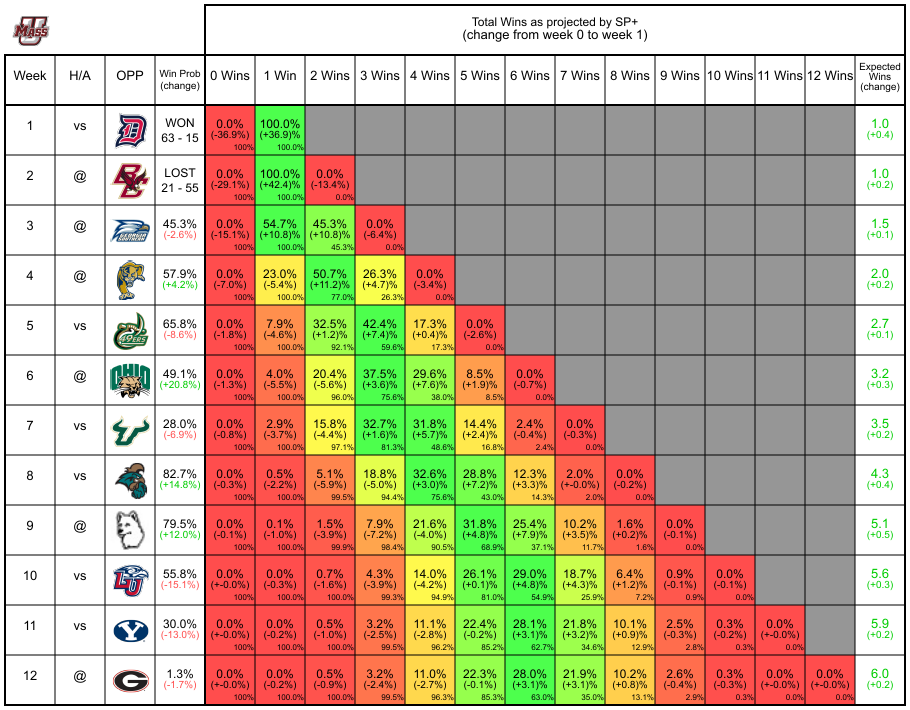 UMASS
Total Wins as projected by SP+
(change from week 0 to week 1)
Week H/A OPP Win Prob (change) 0 Wins 1 Win 2 Wins 3 Wins 4 Wins 5 Wins 6 Wins 7 Wins 8 Wins 9 Wins 10 Wins 11 Wins 12 Wins Expected Wins (change)
1 vs D WON 0.0% 100.0% 1.0
63 - 15 (-36.9%) (+36.9)% (+0.4)
100% 100.0%
2 @ BC LOST 0.0% 100.0% 0.0% 1.0
21 - 55 (-29.1%) (+42.4)% (-13.4%) (+0.2)
100% 100.0% 0.0%
3 @ 45.3% 0.0% 54.7% 45.3% 0.0% 1.5
(-2.6%) (-15.1%) (+10.8)% (+10.8)% (-6.4%) (+0.1)
100% 100.0% 45.3% 0.0%
4 @ 57.9% 0.0% 23.0% 50.7% 26.3% 0.0% 2.0
(+4.2%) (-7.0%) (-5.4%) (+11.2)% (+4.7)% (-3.4%) (+0.2)
100% 100.0% 77.0% 26.3% 0.0%
5 vs 49ERS 65.8% 0.0% 7.9% 32.5% 42.4% 17.3% 0.0% 2.7
(-8.6%) (-1.8%) (-4.6%) (+1.2)% (+7.4)% (+0.4)% (-2.6%) (+0.1)
100% 100.0% 92.1% 59.6% 17.3% 0.0%
6 @ OHIO 49.1% 0.0% 4.0% 20.4% 37.5% 29.6% 8.5% 0.0% 3.2
(+20.8%) (-1.3%) (-5.5%) (-5.6%) (+3.6)% (+7.6)% (+1.9)% (-0.7%) (+0.3)
100% 100.0% 96.0% 75.6% 38.0% 8.5% 0.0%
7 vs 28.0% 0.0% 2.9% 15.8% 32.7% 31.8% 14.4% 2.4% 0.0% 3.5
(-6.9%) (-0.8%) (-3.7%) (-4.4%) (+1.6)% (+5.7)% (+2.4)% (-0.4%) (-0.3%) (+0.2)
100% 100.0% 97.1% 81.3% 48.6% 16.8% 2.4% 0.0%
8 vs 82.7% 0.0% 0.5% 5.1% 18.8% 32.6% 28.8% 12.3% 2.0% 0.0% 4.3
(+14.8%) (-0.3%) (-2.2%) (-5.9%) (-5.0%) (+3.0)% (+7.2)% (+3.3)% (+-0.0%) (-0.2%) (+0.4)
100% 100.0% 99.5% 94.4% 75.6% 43.0% 14.3% 2.0% 0.0%
9 @ 79.5% 0.0% 0.1% 1.5% 7.9% 21.6% 31.8% 25.4% 10.2% 1.6% 0.0% 5.1
(+12.0%) (-0.1%) (-1.0%) (-3.9%) (-7.2%) (-4.0%) (+4.8)% (+7.9)% (+3.5)% (+0.2)% (-0.1%) (+0.5)
100% 100.0% 99.9% 98.4% 90.5% 68.9% 37.1% 11.7% 1.6% 0.0%
10 vs LU 55.8% 0.0% 0.0% 0.7% 4.3% 14.0% 26.1% 29.0% 18.7% 6.4% 0.9% 0.0% 5.6
(-15.1%) (+-0.0%) (-0.3%) (-1.6%) (-3.9%) (-4.2%) (+0.1)% (+4.8)% (+4.3)% (+1.2)% (-0.1%) (-0.1%) (+0.3)
100% 100.0% 100.0% 99.3% 94.9% 81.0% 54.9% 25.9% 7.2% 0.9% 0.0%
11 vs Y 30.0% 0.0% 0.0% 0.5% 3.2% 11.1% 22.4% 28.1% 21.8% 10.1% 2.5% 0.3% 0.0% 5.9
(-13.0%) (+-0.0%) (-0.2%) (-1.0%) (-2.5%) (-2.8%) (-0.2%) (+3.1)% (+3.2)% (+0.9)% (-0.3%) (-0.2%) (+-0.0%) (+0.2)
100% 100.0% 100.0% 99.5% 96.2% 85.2% 62.7% 34.6% 12.9% 2.8% 0.3% 0.0%
12 @ G 1.3% 0.0% 0.0% 0.5% 3.2% 11.0% 22.3% 28.0% 21.9% 10.2% 2.6% 0.3% 0.0% 0.0% 6.0
(-1.7%) (+-0.0%) (-0.2%) (-0.9%) (-2.4%) (-2.7%) (-0.1%) (+3.1)% (+3.1)% (+0.8)% (-0.4%) (-0.3%) (+-0.0%) (-0.0%) (+0.2)
100% 100.0% 100.0% 99.5% 96.3% 85.3% 63.0% 35.0% 13.1% 2.9% 0.3% 0.0% 0.0%